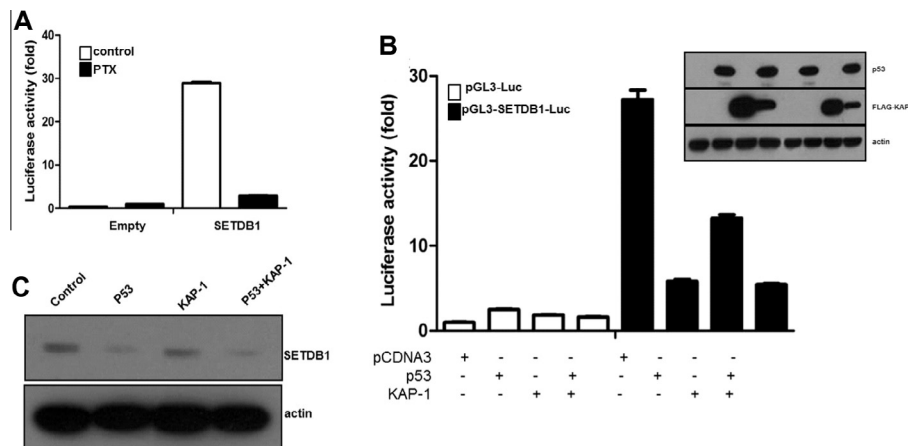 A
Luciferase activity (fold)
control
PTX
40
30
20
10
0
Empty
SETDB1
B
Luciferase activity (fold)
pGL3-Luc
pGL3-SETDB1-Luc
30
20
10
0
p53
FLAG-KAP
actin
pCDNA3 + - - - + - - -
p53 - + - + - + - +
KAP-1 - - + + - - + +
C
Control
P53
KAP-1
P53+KAP-1
SETDB1
actin